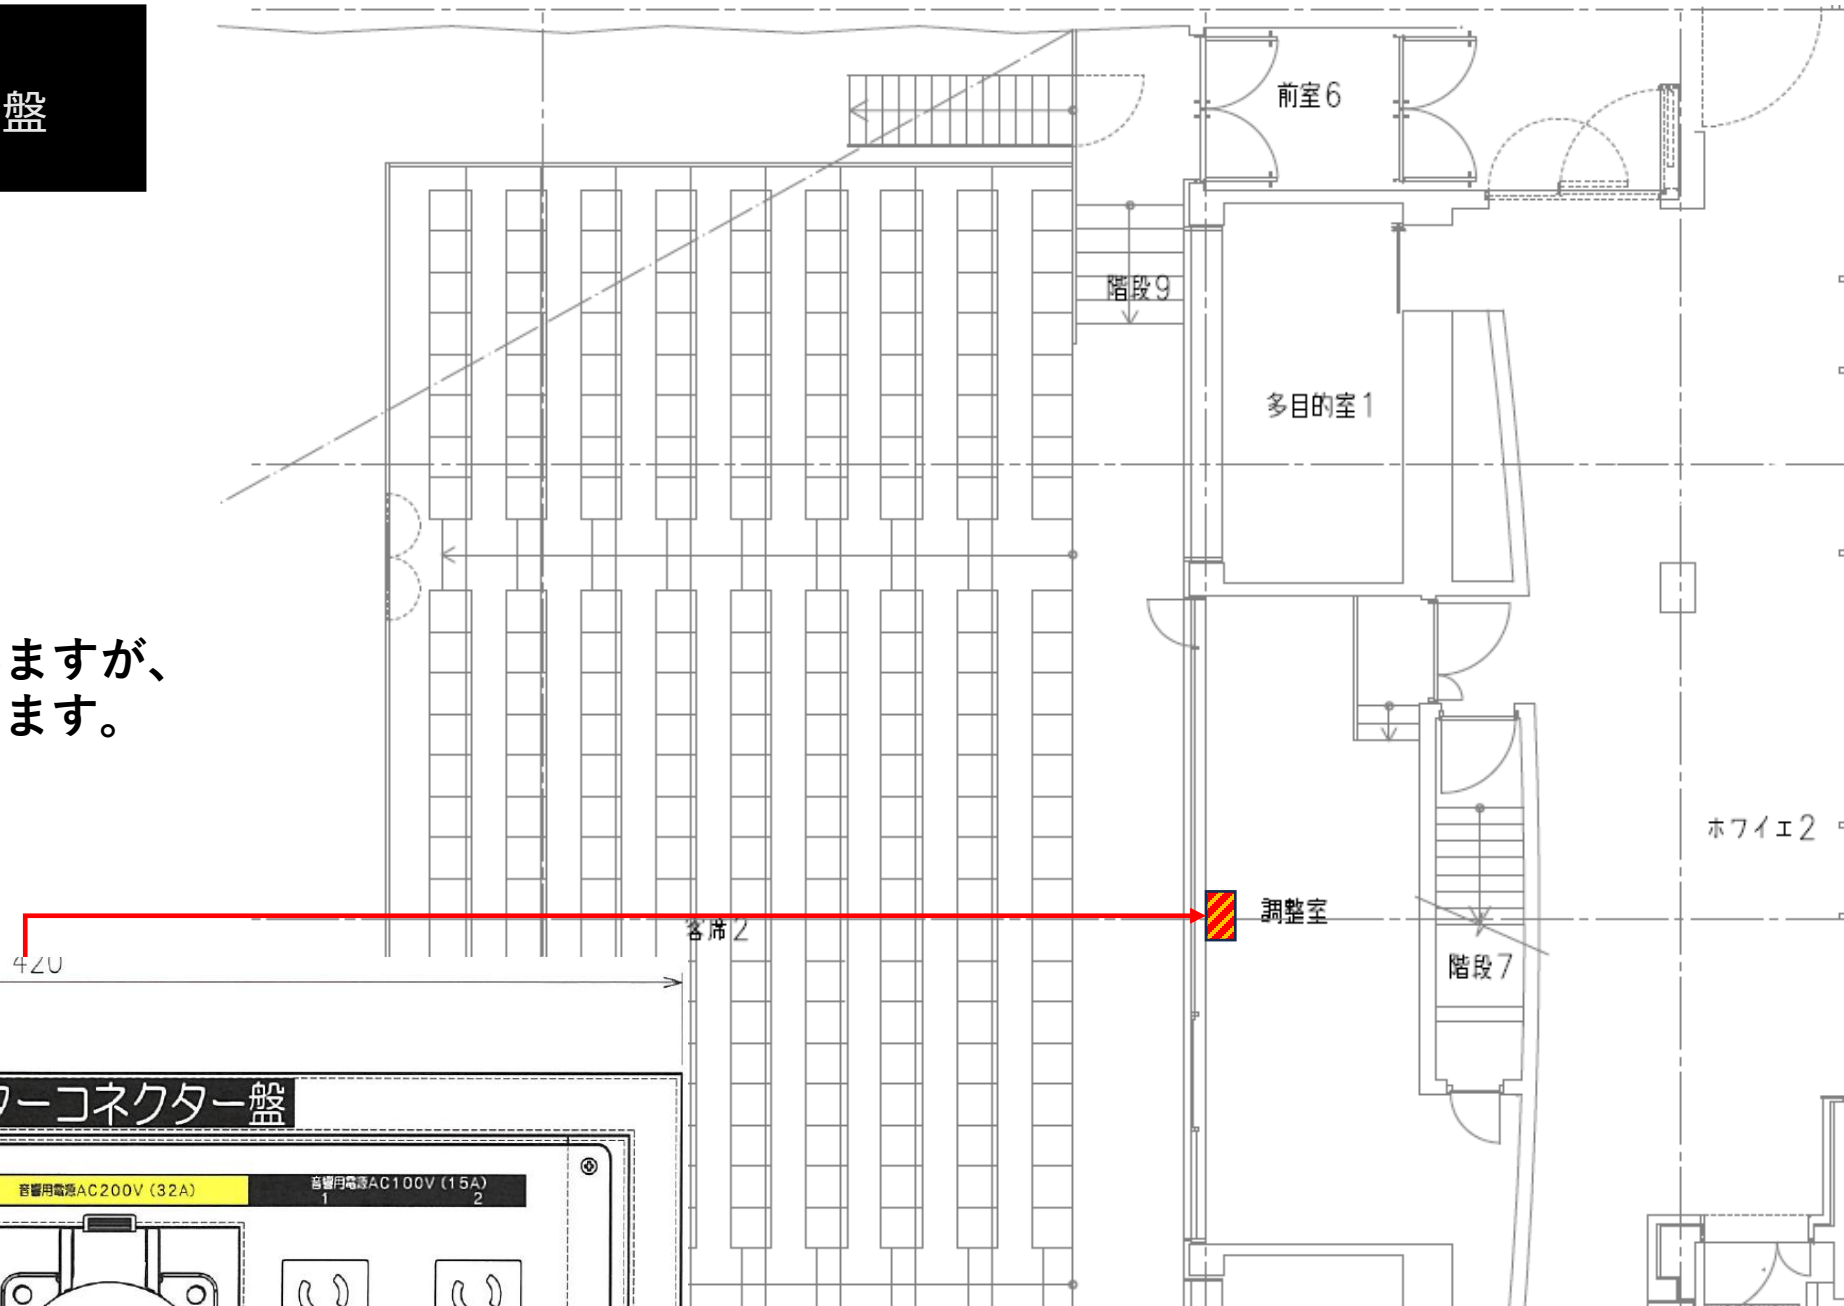 盤
前室6
階段9
多目的室1
ますが、
ます。
ホワイエ2
調整室
客席2
階段7
420
ターコネクター盤
音響用電源AC200V (32A)
音響用電源AC100V (15A)
1 2